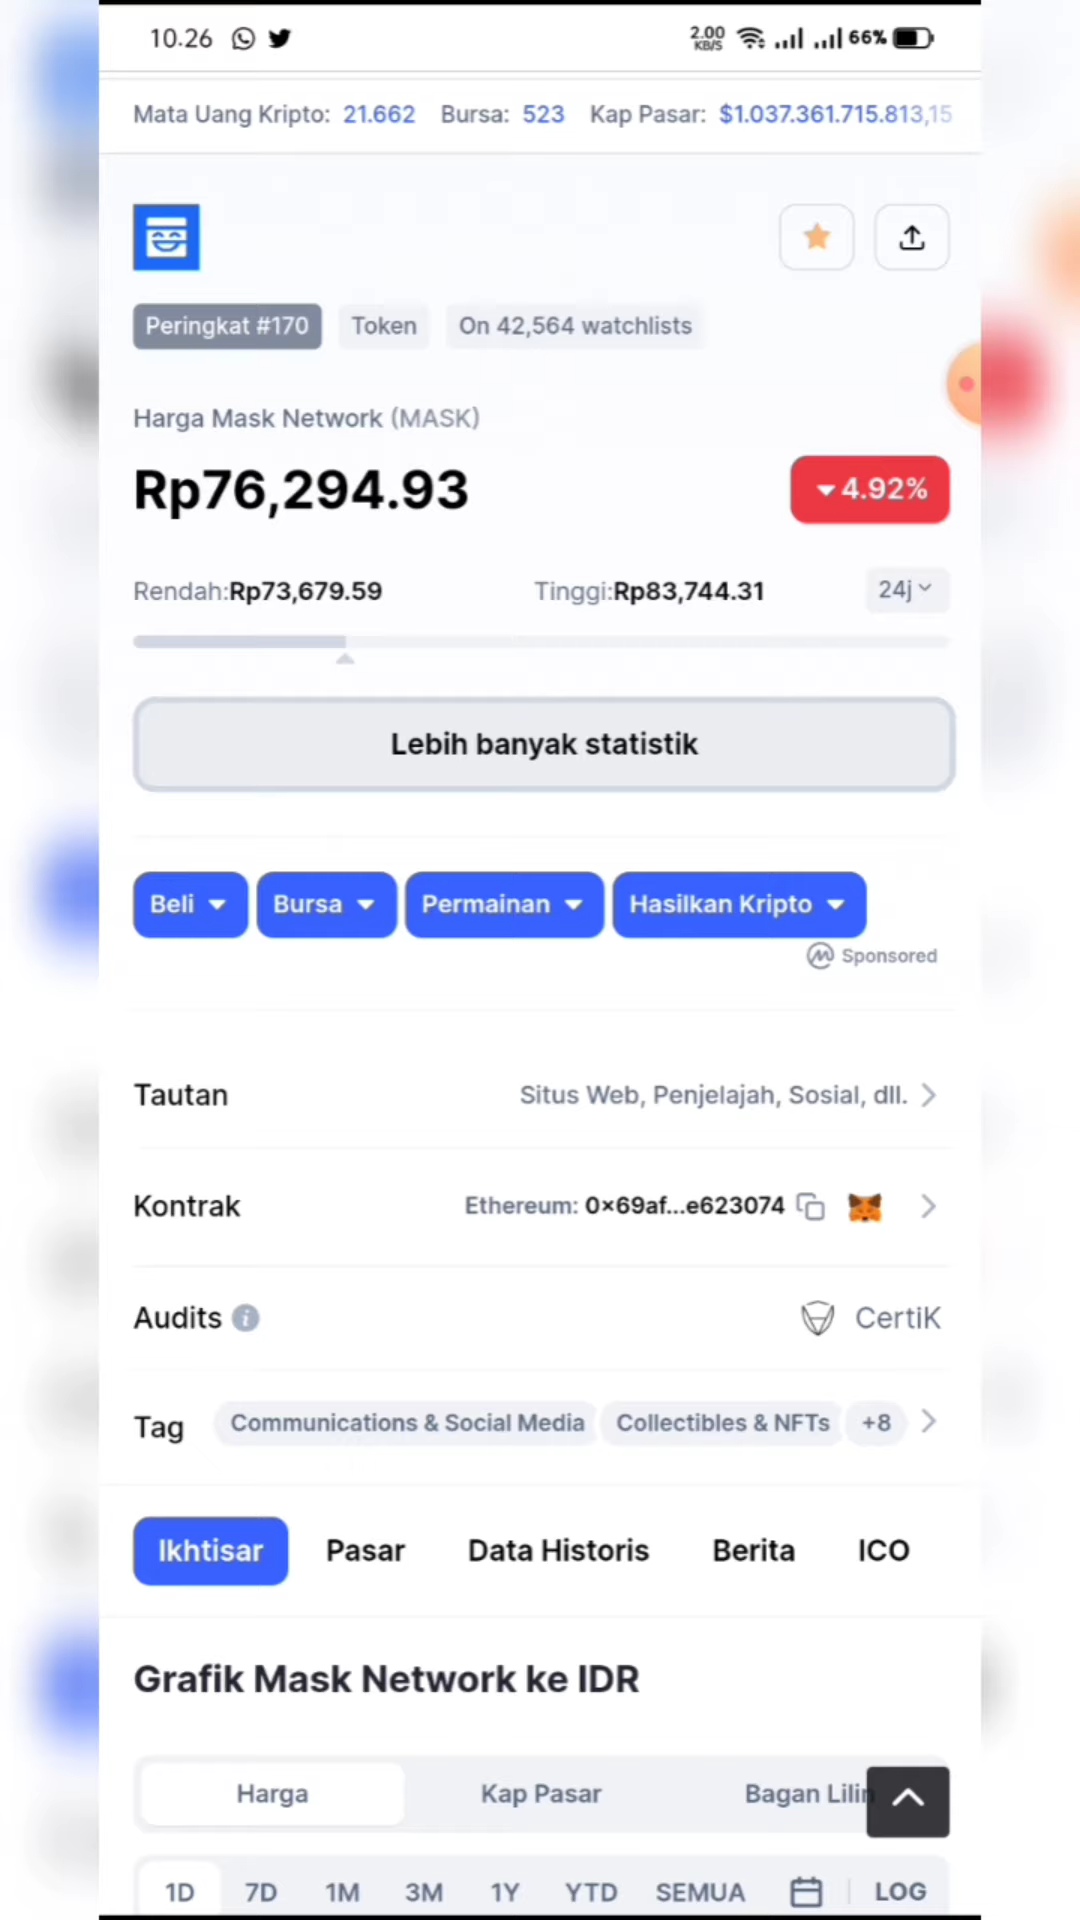 10.26 2.00 KB/S 66%
Mata Uang Kripto: 21.662 Bursa: 523 Kap Pasar: $1.037.361.715.813,15
Peringkat #170 Token On 42,564 watchlists
Harga Mask Network (MASK)
Rp76,294.93 4.92%
Rendah:Rp73,679.59 Tinggi:Rp83,744.31 24j
Lebih banyak statistik
Beli Bursa Permainan Hasilkan Kripto
Sponsored
Tautan Situs Web, Penjelajah, Sosial, dll.
Kontrak Ethereum: 0x69af...e623074
Audits CertiK
Tag Communications & Social Media Collectibles & NFTs +8
Ikhtisar Pasar Data Historis Berita ICO
Grafik Mask Network ke IDR
Harga Kap Pasar Bagan Lilin
1D 7D 1M 3M 1Y YTD SEMUA LOG